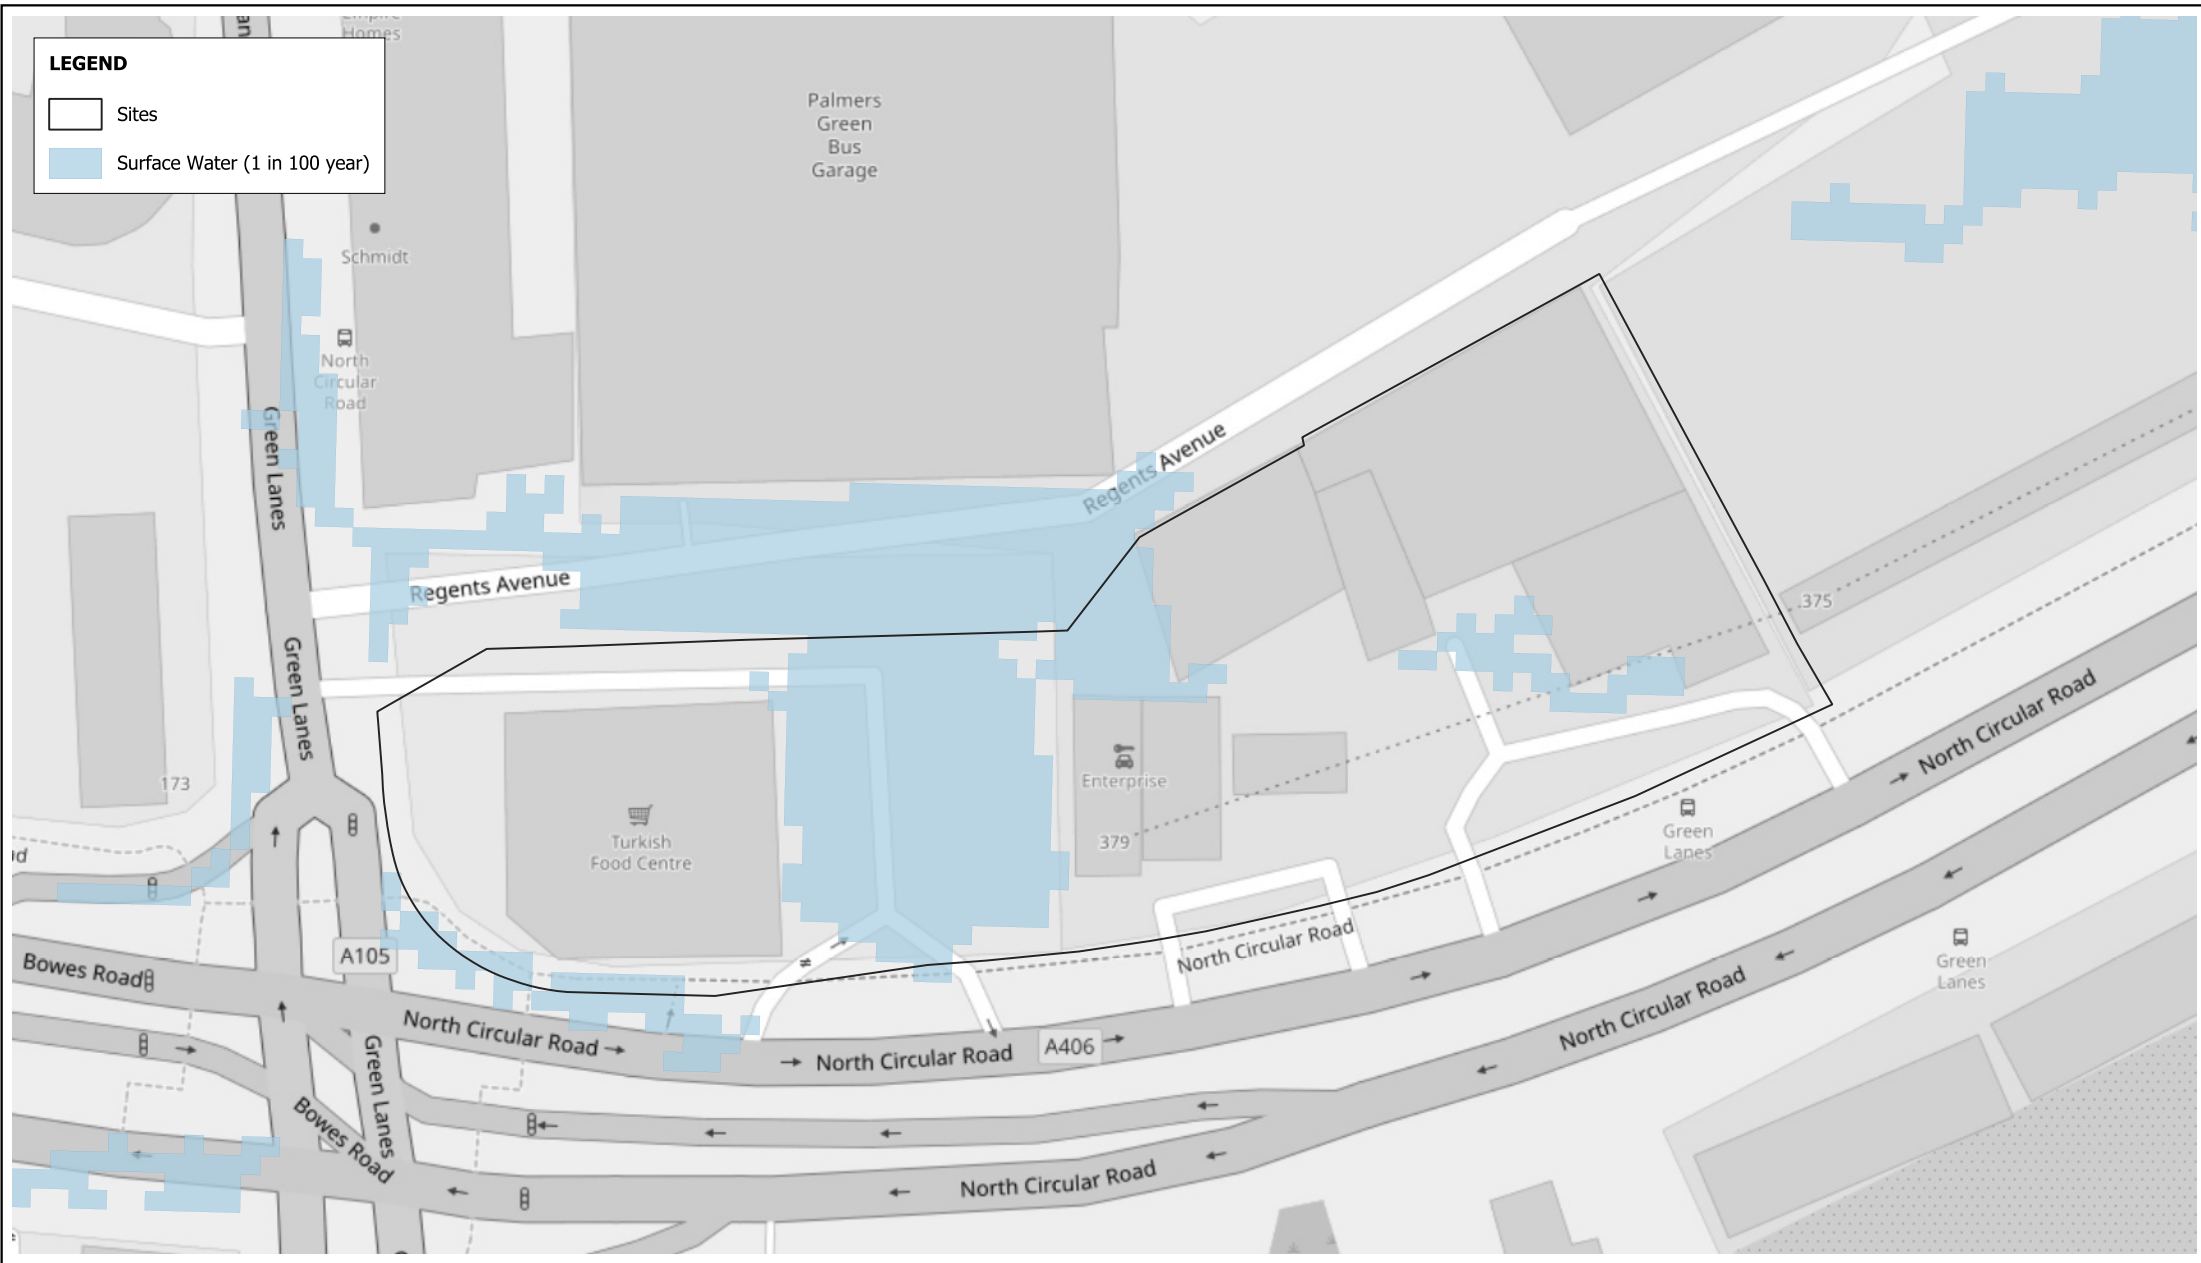 Empire
Homes
LEGEND
Sites
Surface Water (1 in 100 year)
Palmers
Green
Bus
Garage
Schmidt
North
Circular
Road
Green Lanes
Regents Avenue
Regents Avenue
Green Lanes
375
173
Turkish
Food Centre
Enterprise
379
Green
Lanes
North Circular Road
North Circular Road
A105
Bowes Road
North Circular Road
North Circular Road
A406
Green
Lanes
North Circular Road
Green Lanes
Bowes Road
North Circular Road